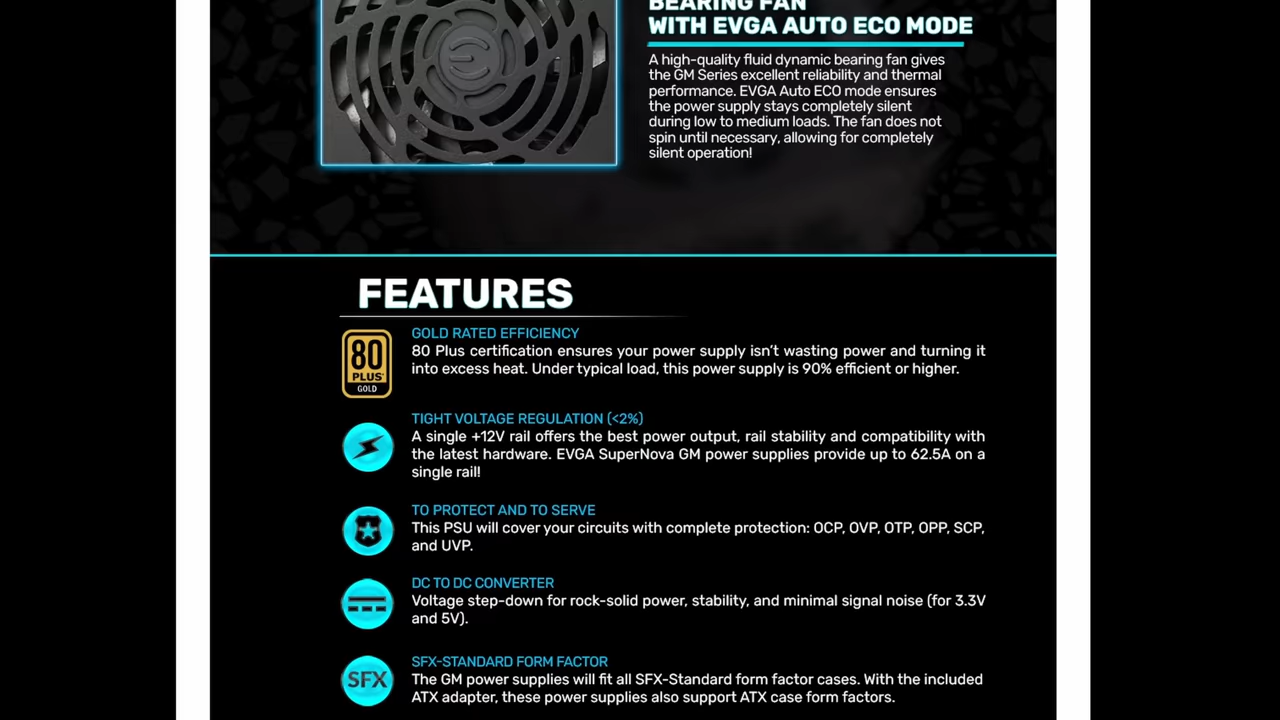 BEARING FAN
WITH EVGA AUTO ECO MODE
A high-quality fluid dynamic bearing fan gives
the GM Series excellent reliability and thermal
performance. EVGA Auto ECO mode ensures
the power supply stays completely silent
during low to medium loads. The fan does not
spin until necessary, allowing for completely
silent operation!
FEATURES
80
PLUS
GOLD
GOLD RATED EFFICIENCY
80 Plus certification ensures your power supply isn't wasting power and turning it
into excess heat. Under typical load, this power supply is 90% efficient or higher.
TIGHT VOLTAGE REGULATION (<2%)
A single +12V rail offers the best power output, rail stability and compatibility with
the latest hardware. EVGA SuperNova GM power supplies provide up to 62.5A on a
single rail!
TO PROTECT AND TO SERVE
This PSU will cover your circuits with complete protection: OCP, OVP, OTP, OPP, SCP,
and UVP.
DC TO DC CONVERTER
Voltage step-down for rock-solid power, stability, and minimal signal noise (for 3.3V
and 5V).
SFX
SFX-STANDARD FORM FACTOR
The GM power supplies will fit all SFX-Standard form factor cases. With the included
ATX adapter, these power supplies also support ATX case form factors.